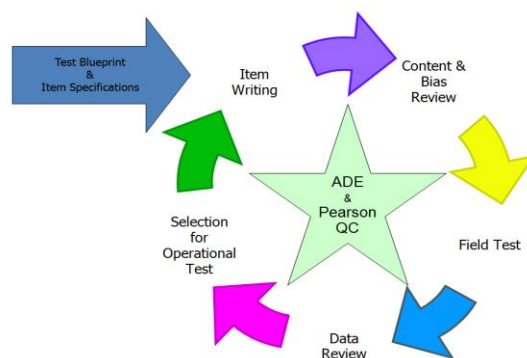 Test Blueprint
&
Item Specifications
Item
Writing
Content &
Bias
Review
ADE
&
Pearson
QC
Selection
for
Operational
Test
Field Test
Data
Review